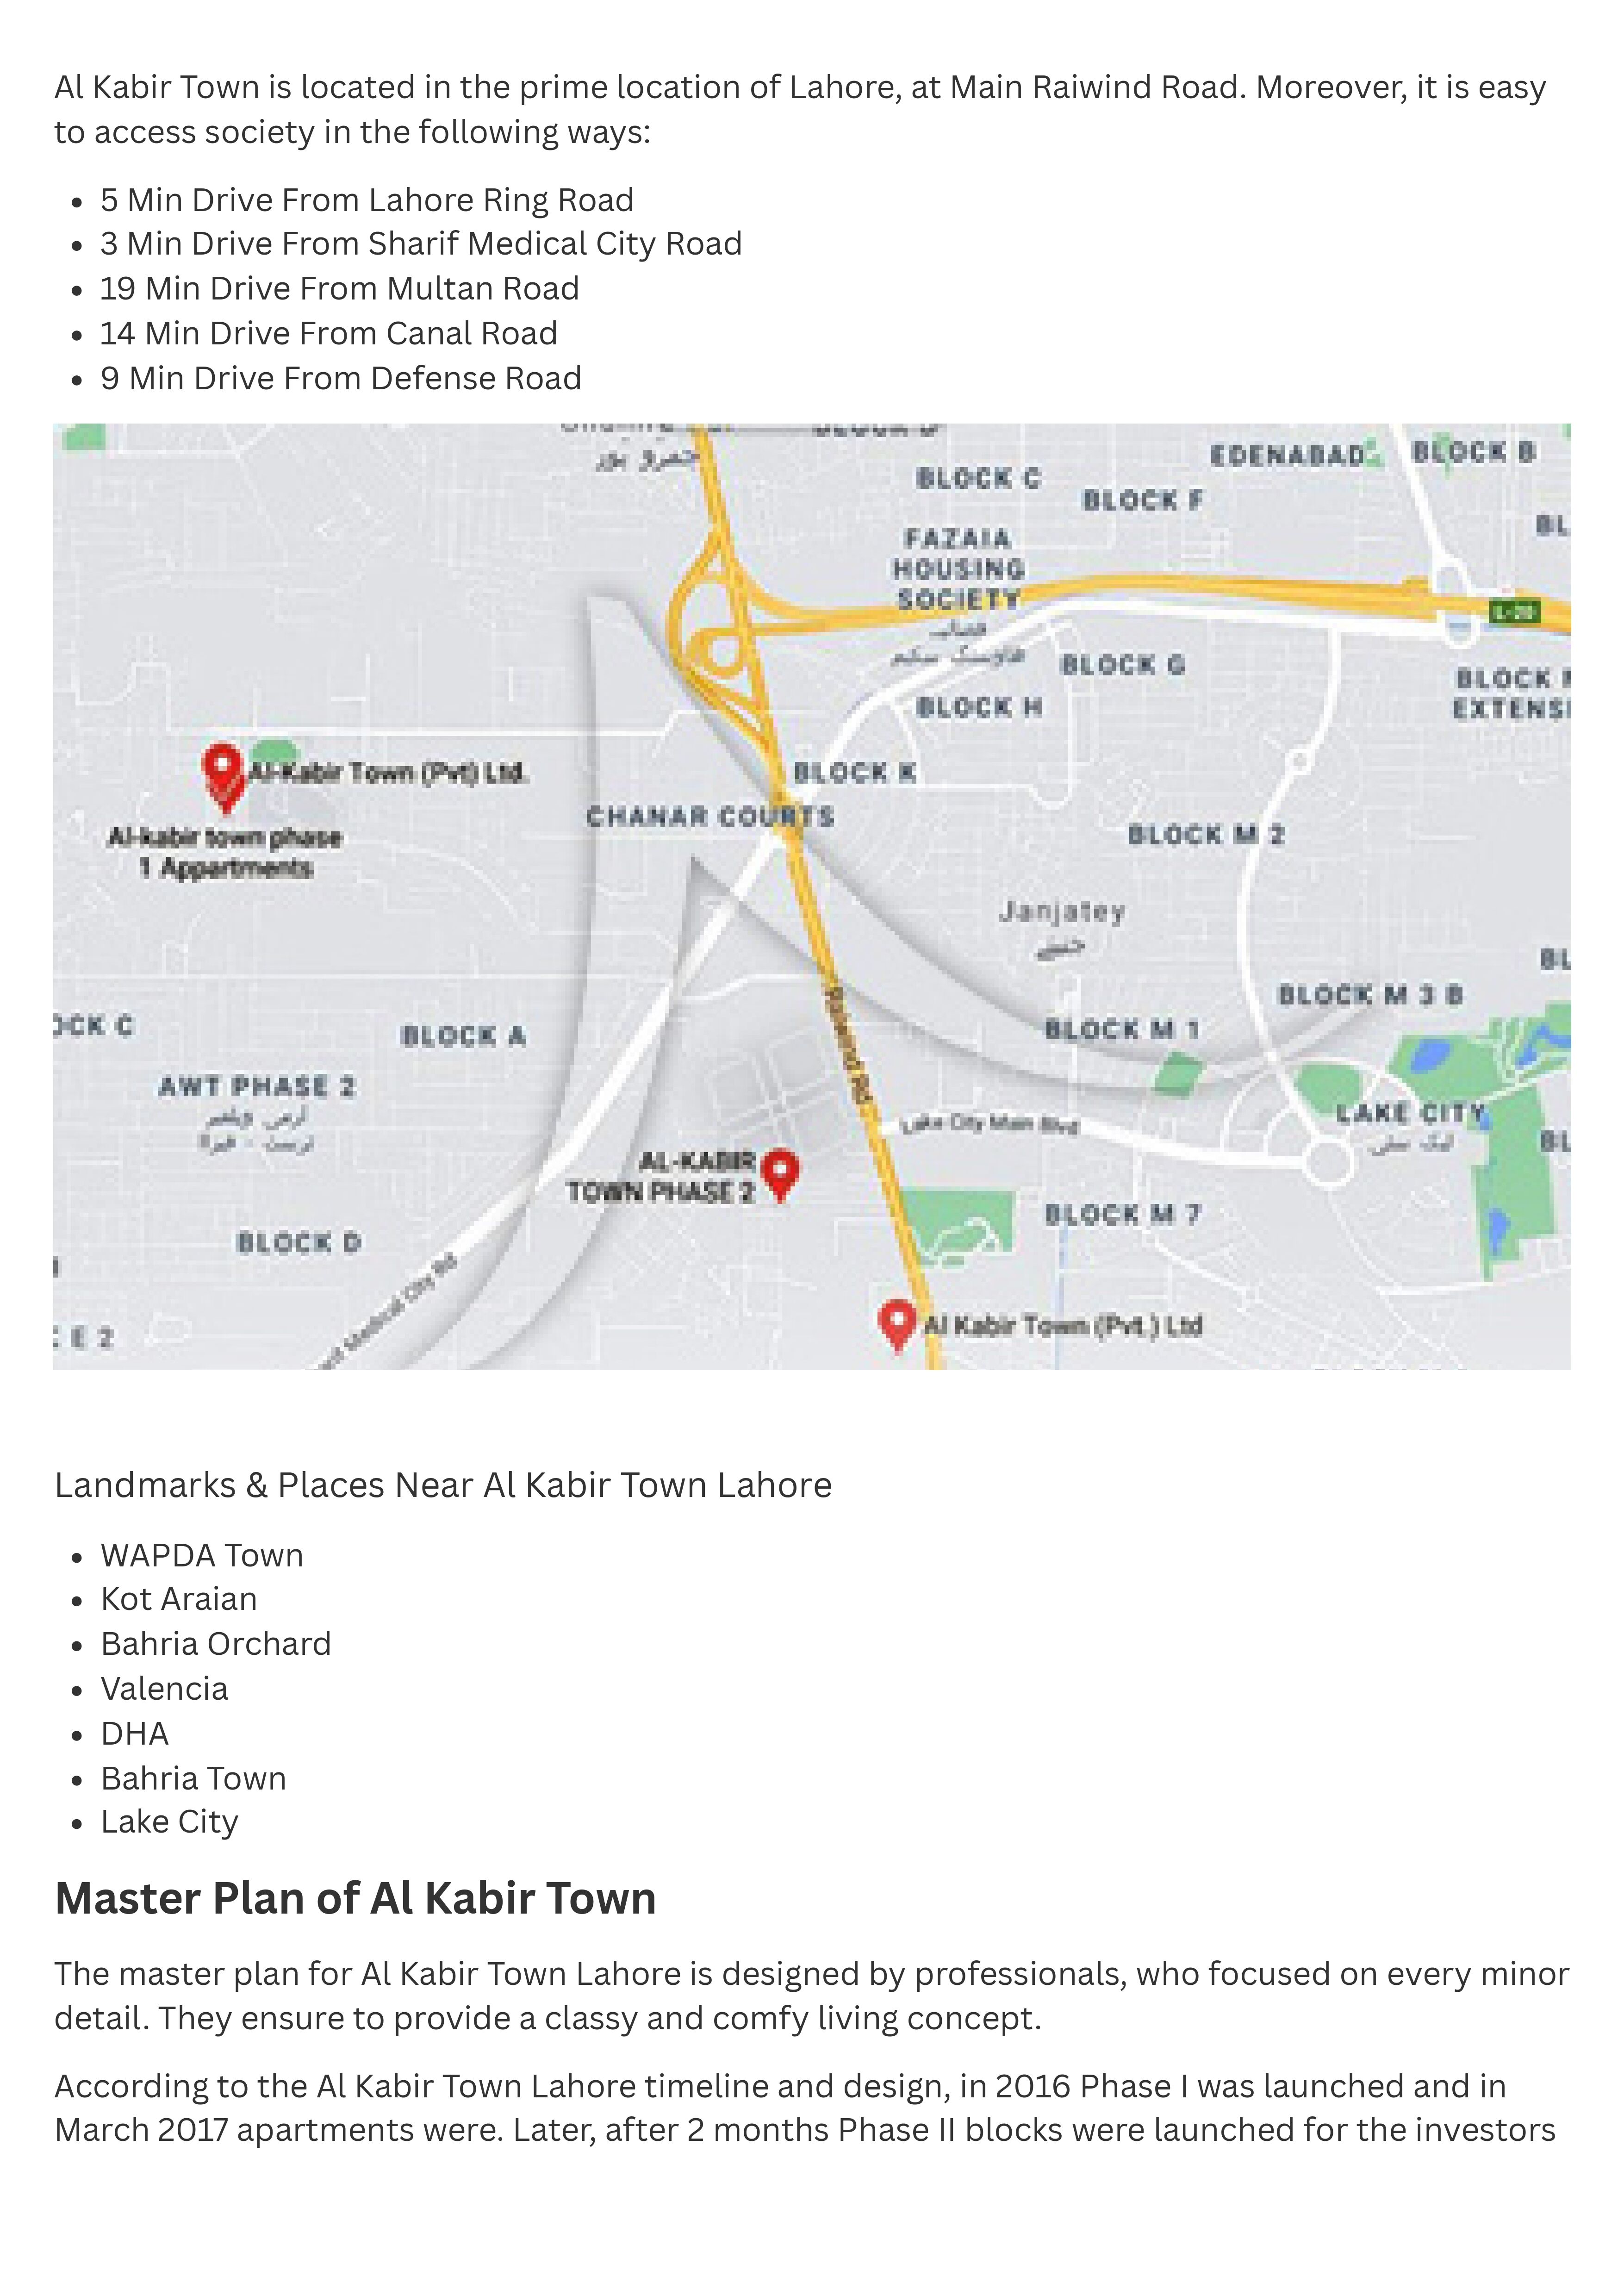 Al Kabir Town is located in the prime location of Lahore, at Main Raiwind Road. Moreover, it is easy
to access society in the following ways:
5 Min Drive From Lahore Ring Road
3 Min Drive From Sharif Medical City Road
19 Min Drive From Multan Road
14 Min Drive From Canal Road
9 Min Drive From Defense Road
BLOCK C
BLOCK F
EDENABAD
BLOCK B
BL
FAZAIA
HOUSING
SOCIETY
BLOCK G
BLOCK H
BLOCK
EXTENS
Al-Kabir Town (Pvt) Ltd.
Al-kabir town phase
1 Appartments
BLOCK K
CHANAR COURTS
BLOCK M 2
Janjatey
BL
BLOCK M 3 B
OCK C
BLOCK A
BLOCK M 1
Raiwind Rd
AWT PHASE 2
Lake City Main Blvd
LAKE CITY
لیک سٹی
BL
AL-KABIR
TOWN PHASE 2
BLOCK M 7
BLOCK D
Medical City Rd
Al Kabir Town (Pvt.) Ltd
E 2
Landmarks & Places Near Al Kabir Town Lahore
WAPDA Town
Kot Araian
Bahria Orchard
Valencia
DHA
Bahria Town
Lake City
Master Plan of Al Kabir Town
The master plan for Al Kabir Town Lahore is designed by professionals, who focused on every minor
detail. They ensure to provide a classy and comfy living concept.
According to the Al Kabir Town Lahore timeline and design, in 2016 Phase I was launched and in
March 2017 apartments were. Later, after 2 months Phase II blocks were launched for the investors